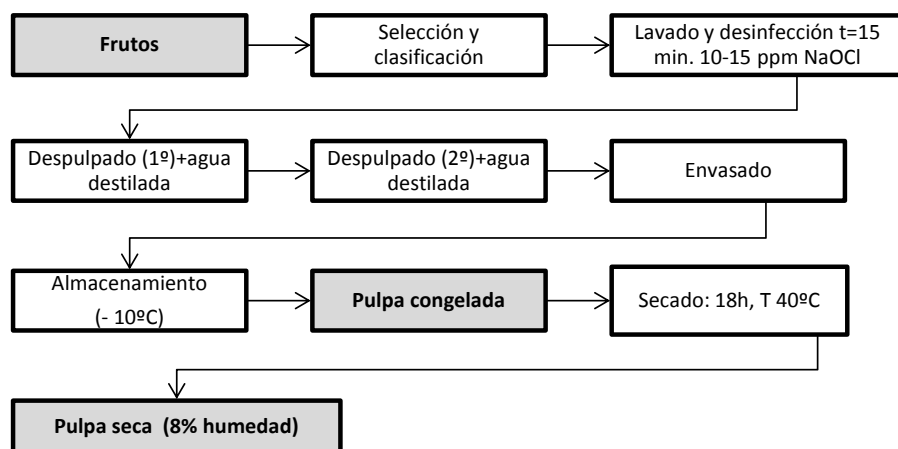 Frutos
Selección y
clasificación
Lavado y desinfección t=15
min. 10-15 ppm NaOCl
Despulpado (1º)+agua
destilada
Despulpado (2º)+agua
destilada
Envasado
Almacenamiento
(- 10ºC)
Pulpa congelada
Secado: 18h, T 40ºC
Pulpa seca (8% humedad)